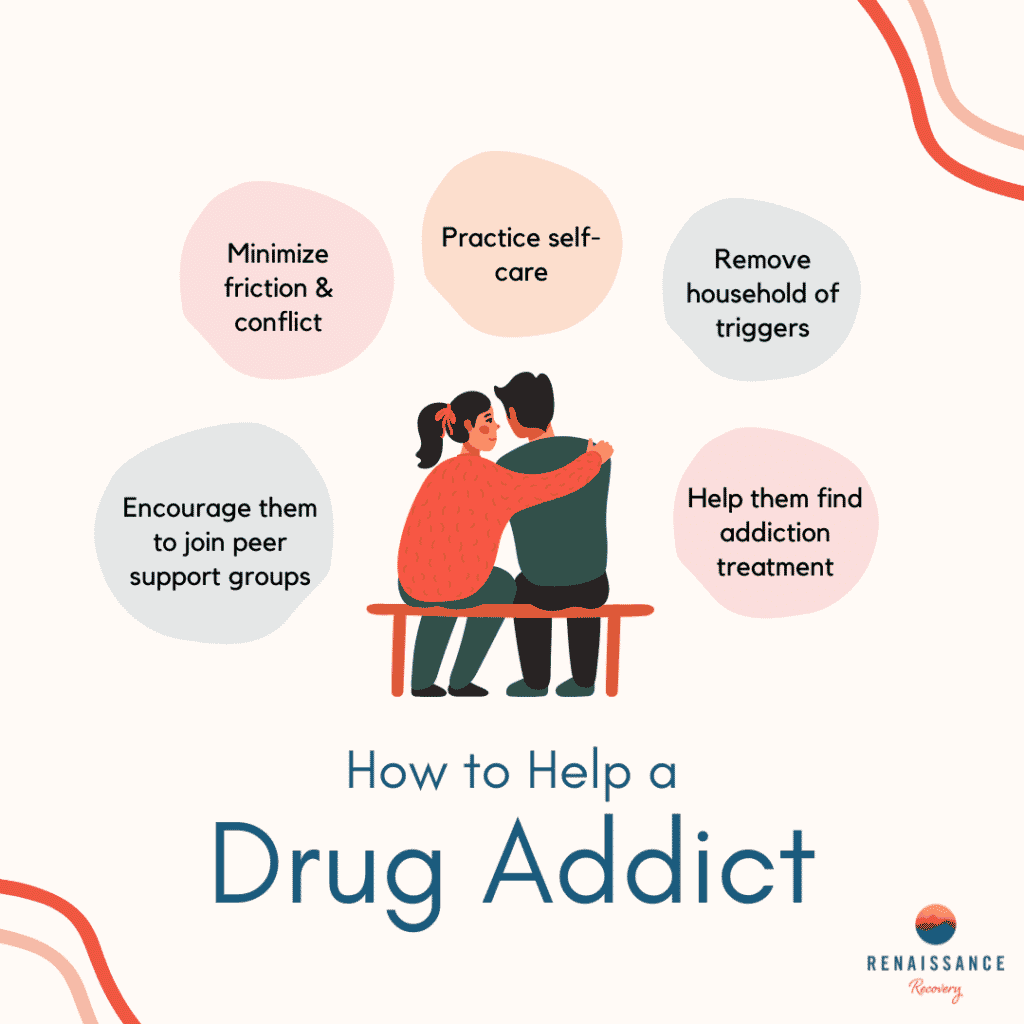 Practice self-
care
Minimize
friction &
conflict
Remove
household of
triggers
Encourage them
to join peer
support groups
Help them find
addiction
treatment
How to Help a
Drug Addict
RENAISSANCE
Recovery